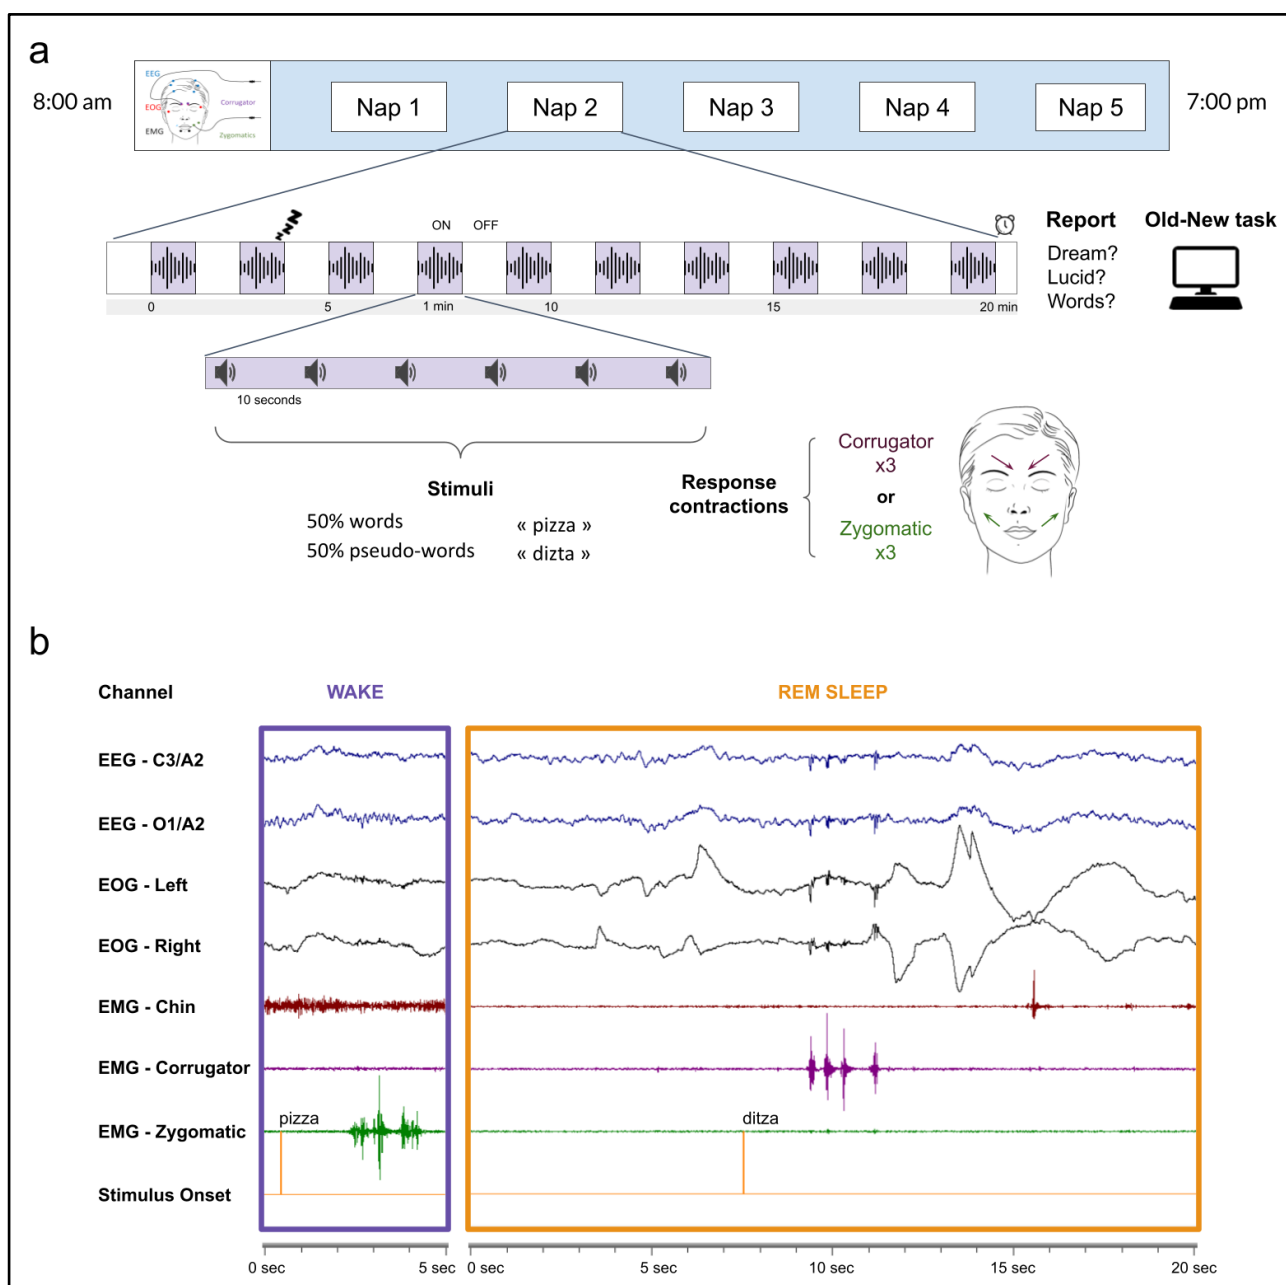 a
8:00 am
EEG
EOG
EMG
Corrugator
Zygomatics
Nap 1
Nap 2
Nap 3
Nap 4
Nap 5
7:00 pm
zzZZ
ON
OFF
0
5
1 min
10
15
20 min
Report
Dream?
Lucid?
Words?
Old-New task
10 seconds
Stimuli
50% words
« pizza »
50% pseudo-words
« dizta »
Response
contractions
Corrugator
x3
or
Zygomatic
x3
b
Channel
WAKE
REM SLEEP
EEG - C3/A2
EEG - O1/A2
EOG - Left
EOG - Right
EMG - Chin
EMG - Corrugator
EMG - Zygomatic
pizza
ditza
Stimulus Onset
0 sec
5 sec
0 sec
5 sec
10 sec
15 sec
20 sec